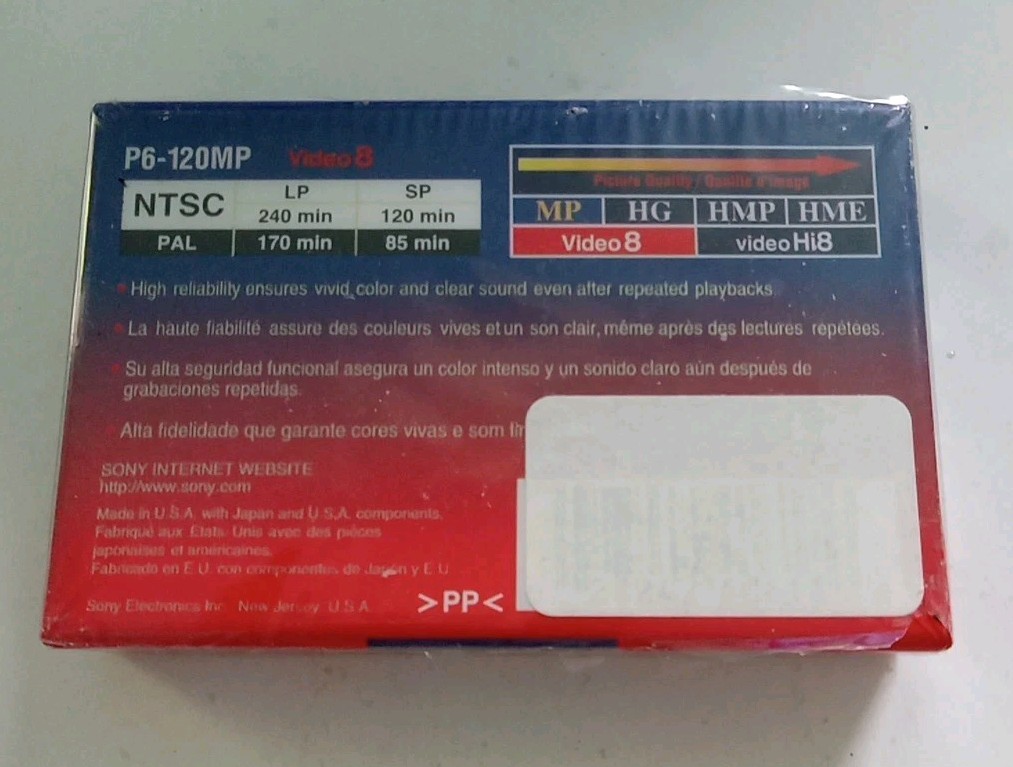 P6-120MP Video 8
NTSC LP SP
240 min 120 min
PAL 170 min 85 min
Picture Quality / Qualité d'image
MP HG HMP HME
Video 8 video Hi8
• High reliability ensures vivid color and clear sound even after repeated playbacks
• La haute fiabilité assure des couleurs vives et un son clair, même après des lectures répétées.
• Su alta seguridad funcional asegura un color intenso y un sonido claro aún después de
grabaciones repetidas.
Alta fidelidade que garante cores vivas e som
SONY INTERNET WEBSITE
http://www.sony.com
Made in U.S.A. with Japan and U.S.A. components.
Fabriqué aux États Unis avec des pièces
japonaises et américaines.
Fabricado en E.U. con componentes de Japón y E.U
Sony Electronics Inc. New Jersey U.S.A.
>PP<